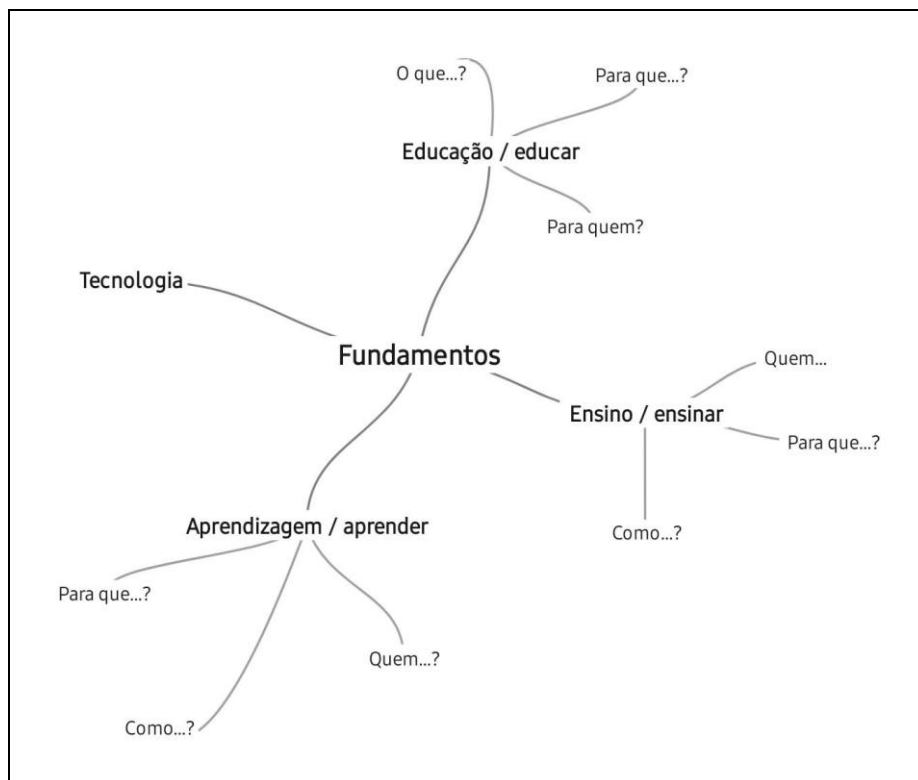 O que...?
Para que...?
Educação / educar
Para quem?
Tecnologia
Fundamentos
Quem...
Ensino / ensinar
Para que...?
Como...?
Aprendizagem / aprender
Para que...?
Quem...?
Como...?